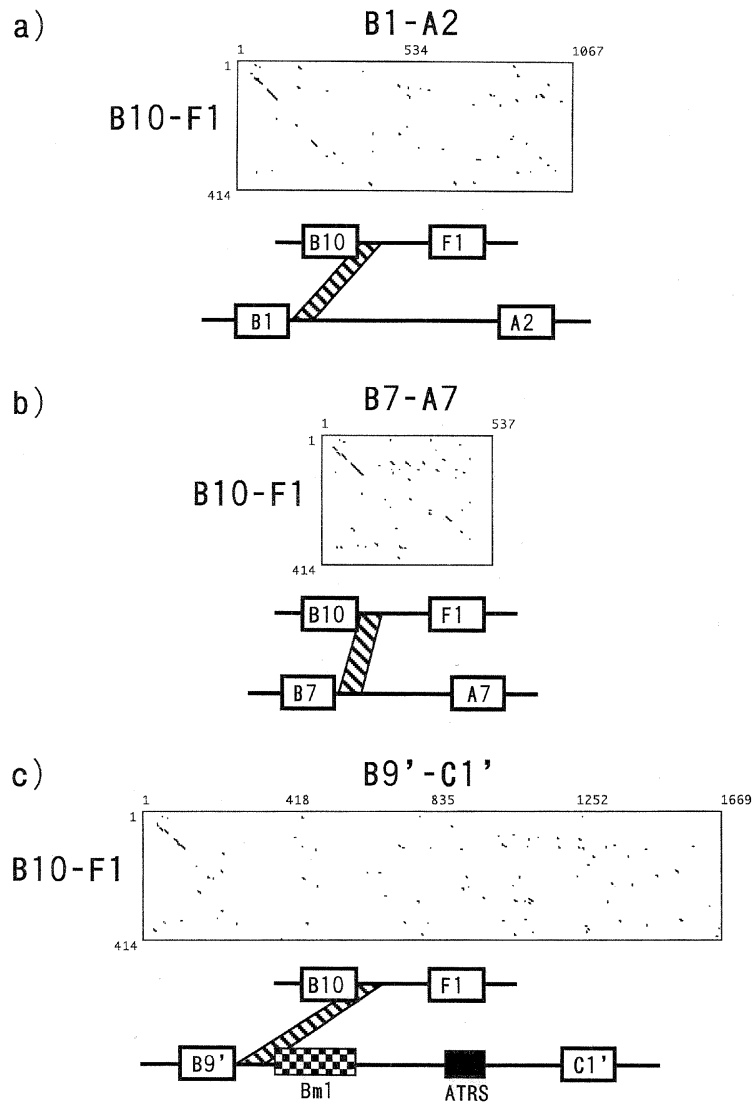 a)
B1-A2
1 534 1067
1
B10-F1
414
B10 F1
B1 A2
b)
B7-A7
1 537
1
B10-F1
414
B10 F1
B7 A7
c)
B9'-C1'
1 418 835 1252 1669
1
B10-F1
414
B10 F1
B9' C1'
Bm1 ATRS